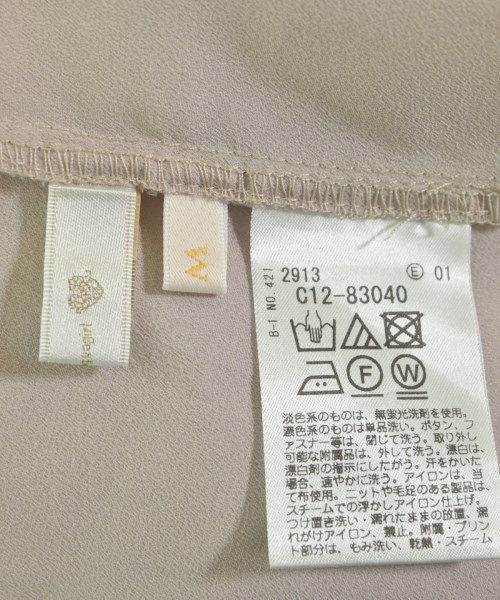 vagirl
M
B-I NO.421
2913 Ⓔ 01
C12-83040
F W
淡色系のものは、無蛍光洗剤を使用。
濃色系のものは単品洗い。ボタン、フ
ァスナー等は、閉じて洗う。取り外し
可能な附属品は、外して洗う。漂白は、
漂白剤の指示にしたがう。汗をかいた
場合、速やかに洗う。アイロンは、当
て布使用。ニットや毛足のある製品は、
スチームでの浮かしアイロン仕上げ。
つけ置き洗い・濡れたままの放置、濡
れがけアイロン、禁止。附属・プリン
ト部分は、もみ洗い、乾熱・スチーム